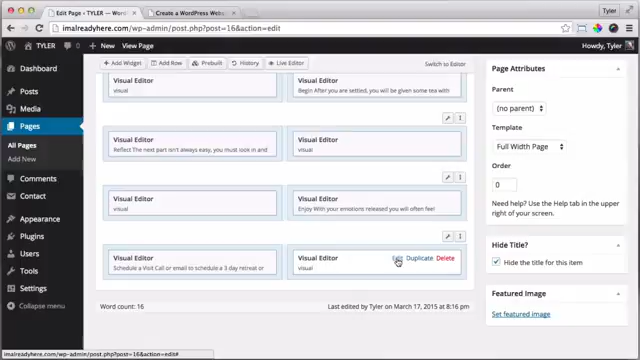 Edit Page ‹ TYLER — Word
Create a WordPress Websi
Tyler
imalreadyhere.com/wp-admin/post.php?post=16&action=edit
TYLER
0
New
View Page
Howdy, Tyler
Dashboard
Posts
Media
Pages
All Pages
Add New
Comments
Contact
Appearance
Plugins
Users
Tools
Settings
Collapse menu
Add Widget
Add Row
Prebuilt
History
Live Editor
Switch to Editor
Visual Editor
visual
Visual Editor
Begin After you are settled, you will be given some tea with
Visual Editor
Reflect The next part isn't always easy, you must look in and
Visual Editor
visual
Visual Editor
visual
Visual Editor
Enjoy With your emotions released you will often feel
Visual Editor
Schedule a Visit Call or email to schedule a 3 day retreat or
Visual Editor
visual
Edit Duplicate Delete
Word count: 16
Last edited by Tyler on March 17, 2015 at 8:16 pm
Page Attributes
Parent
(no parent)
Template
Full Width Page
Order
0
Need help? Use the Help tab in the upper
right of your screen.
Hide Title?
Hide the title for this item
Featured Image
Set featured image
imalreadyhere.com/wp-admin/post.php?post=16&action=edit#